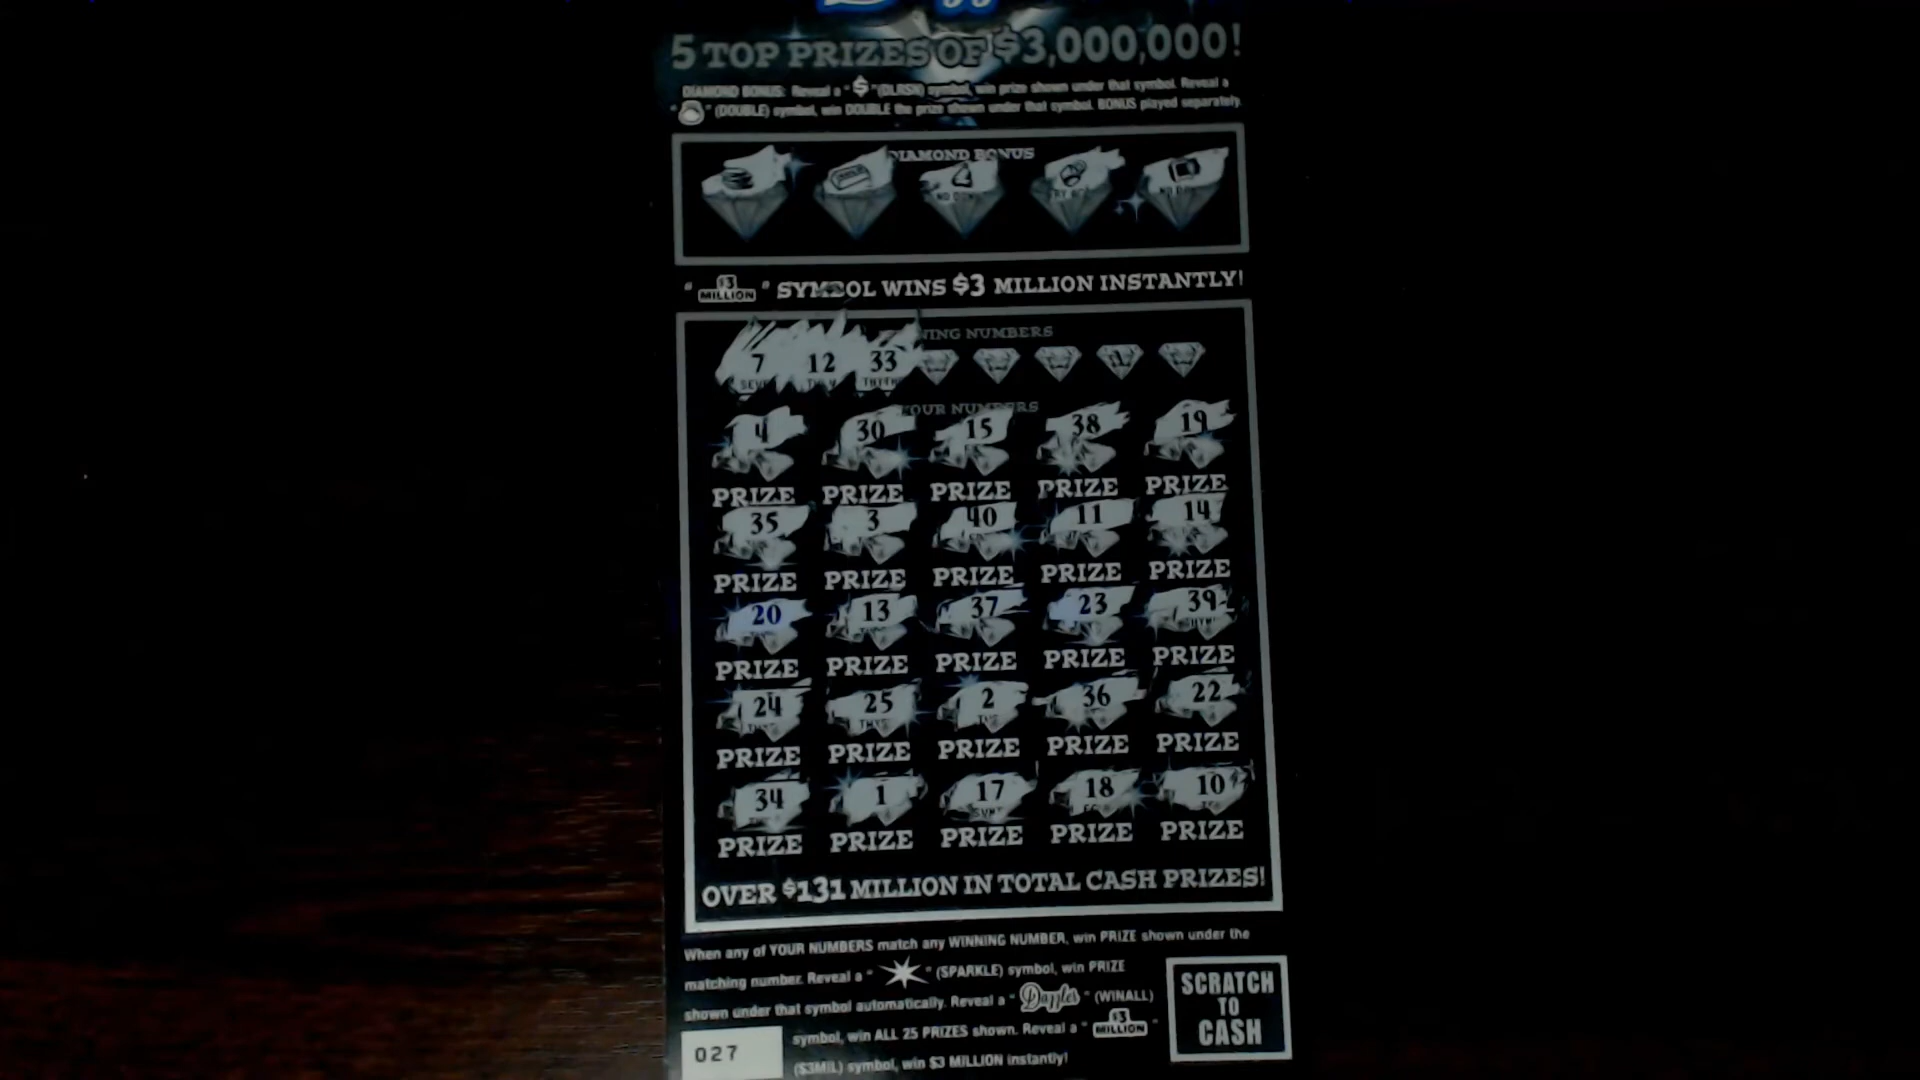 5 TOP PRIZES OF $3,000,000!
DIAMOND BONUS: Reveal a "$" (DLRSN) symbol, win prize shown under that symbol. Reveal a
" " (DOUBLE) symbol, win DOUBLE the prize shown under that symbol. BONUS played separately.
DIAMOND BONUS
NO
"$3 MILLION" SYMBOL WINS $3 MILLION INSTANTLY!
NUMBERS
7 12 33
YOUR NUMBERS
4 30 15 38 19
PRIZE PRIZE PRIZE PRIZE PRIZE
35 3 40 11 14
PRIZE PRIZE PRIZE PRIZE PRIZE
20 13 37 23 39
PRIZE PRIZE PRIZE PRIZE PRIZE
24 25 2 36 22
PRIZE PRIZE PRIZE PRIZE PRIZE
34 1 17 18 10
PRIZE PRIZE PRIZE PRIZE PRIZE
OVER $131 MILLION IN TOTAL CASH PRIZES!
When any of YOUR NUMBERS match any WINNING NUMBER, win PRIZE shown under the
matching number. Reveal a " " (SPARKLE) symbol, win PRIZE
shown under that symbol automatically. Reveal a "Dazzler" (WINALL)
symbol, win ALL 25 PRIZES shown. Reveal a "$3 MILLION"
($3MIL) symbol, win $3 MILLION instantly!
027
SCRATCH
TO
CASH